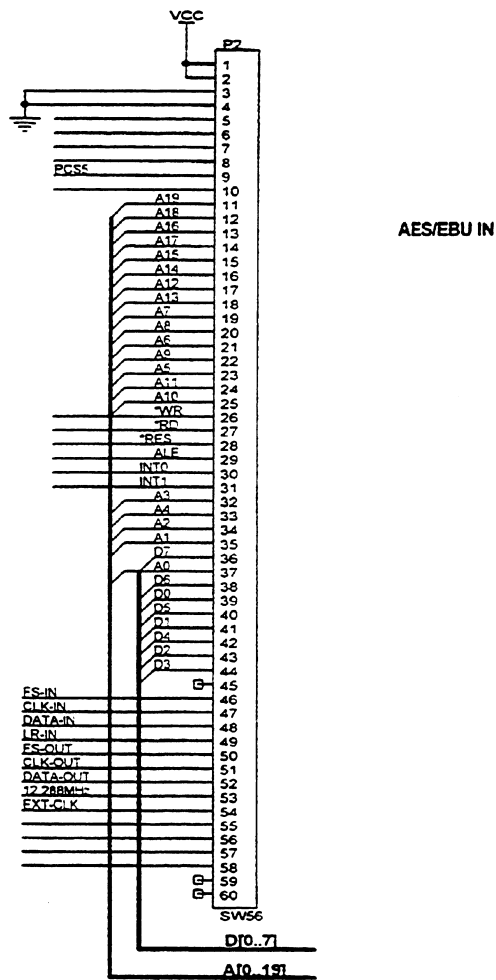 VCC
P2
1
2
3
4
5
6
7
8
PCS5 9
10
A19 11
A18 12
A16 13
A17 14
A15 15
A14 16
A12 17
A13 18
A7 19
A8 20
A6 21
A9 22
A5 23
A11 24
A10 25
*WR 26
*RD 27
*RES 28
ALE 29
INT0 30
INT1 31
A3 32
A4 33
A2 34
A1 35
D7 36
A0 37
D6 38
D0 39
D5 40
D1 41
D4 42
D2 43
D3 44
45
FS-IN 46
CLK-IN 47
DATA-IN 48
LR-IN 49
FS-OUT 50
CLK-OUT 51
DATA-OUT 52
12.288MHz 53
EXT-CLK 54
55
56
57
58
59
60
SW56
D[0..7]
A[0..19]
AES/EBU IN